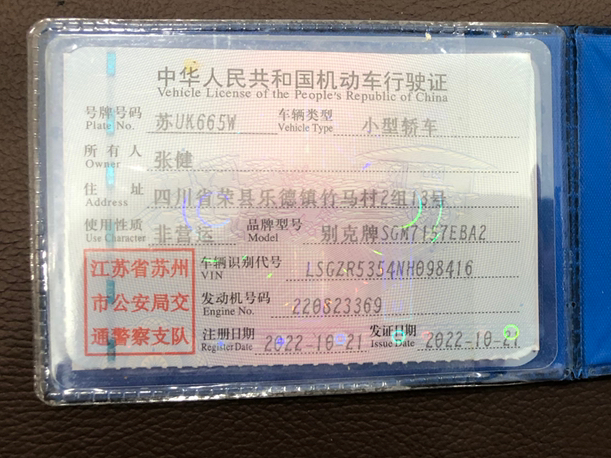 中华人民共和国机动车行驶证
Vehicle License of the People's Republic of China
号牌号码 苏UK665W 车辆类型 小型轿车
Plate No. Vehicle Type
所有人 张健
Owner
住址 四川省荣县乐德镇竹马村2组13号
Address
使用性质 非营运 品牌型号 别克牌SGM7157EBA2
Use Character Model
江苏省苏州
市公安局交
通警察支队
车辆识别代号 LSGZR5354NH098416
VIN
发动机号码 220823369
Engine No.
注册日期 2022-10-21 发证日期 2022-10-21
Register Date Issue Date